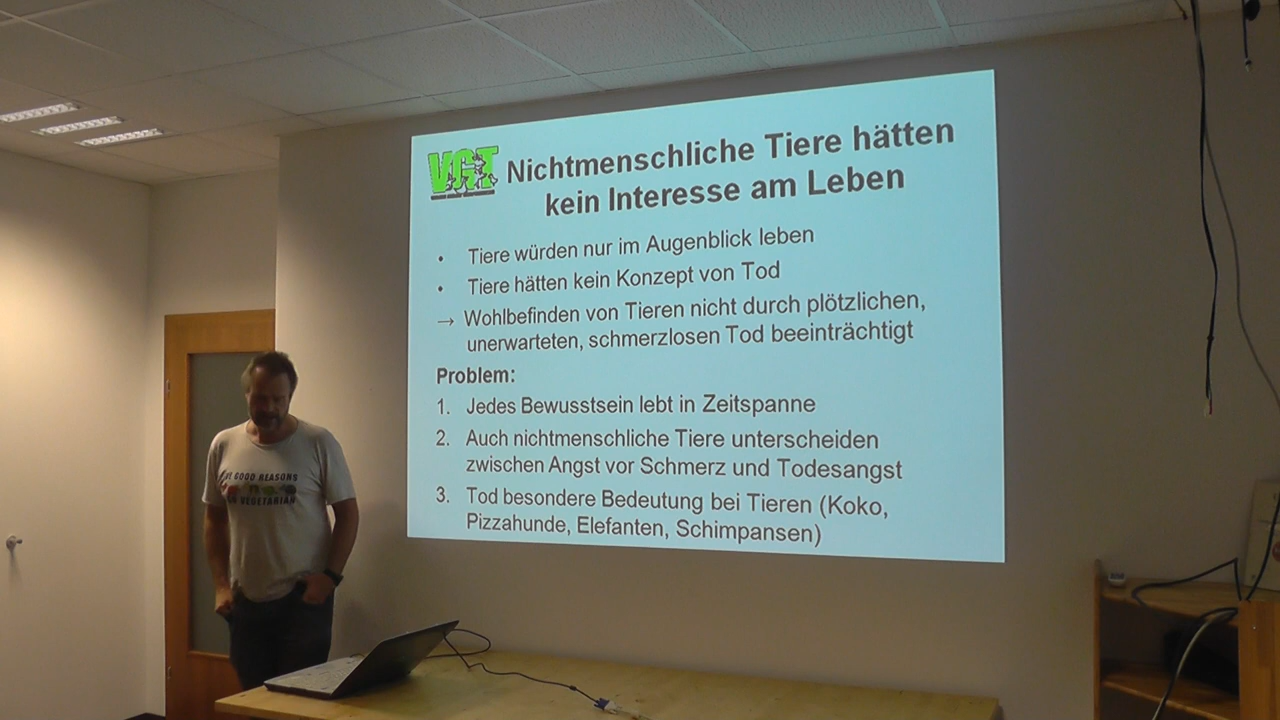 VGT
Nichtmenschliche Tiere hätten
kein Interesse am Leben
• Tiere würden nur im Augenblick leben
• Tiere hätten kein Konzept von Tod
→ Wohlbefinden von Tieren nicht durch plötzlichen,
unerwarteten, schmerzlosen Tod beeinträchtigt
Problem:
1. Jedes Bewusstsein lebt in Zeitspanne
2. Auch nichtmenschliche Tiere unterscheiden
zwischen Angst vor Schmerz und Todesangst
3. Tod besondere Bedeutung bei Tieren (Koko,
Pizzahunde, Elefanten, Schimpansen)
GOOD REASONS
VEGETARIAN